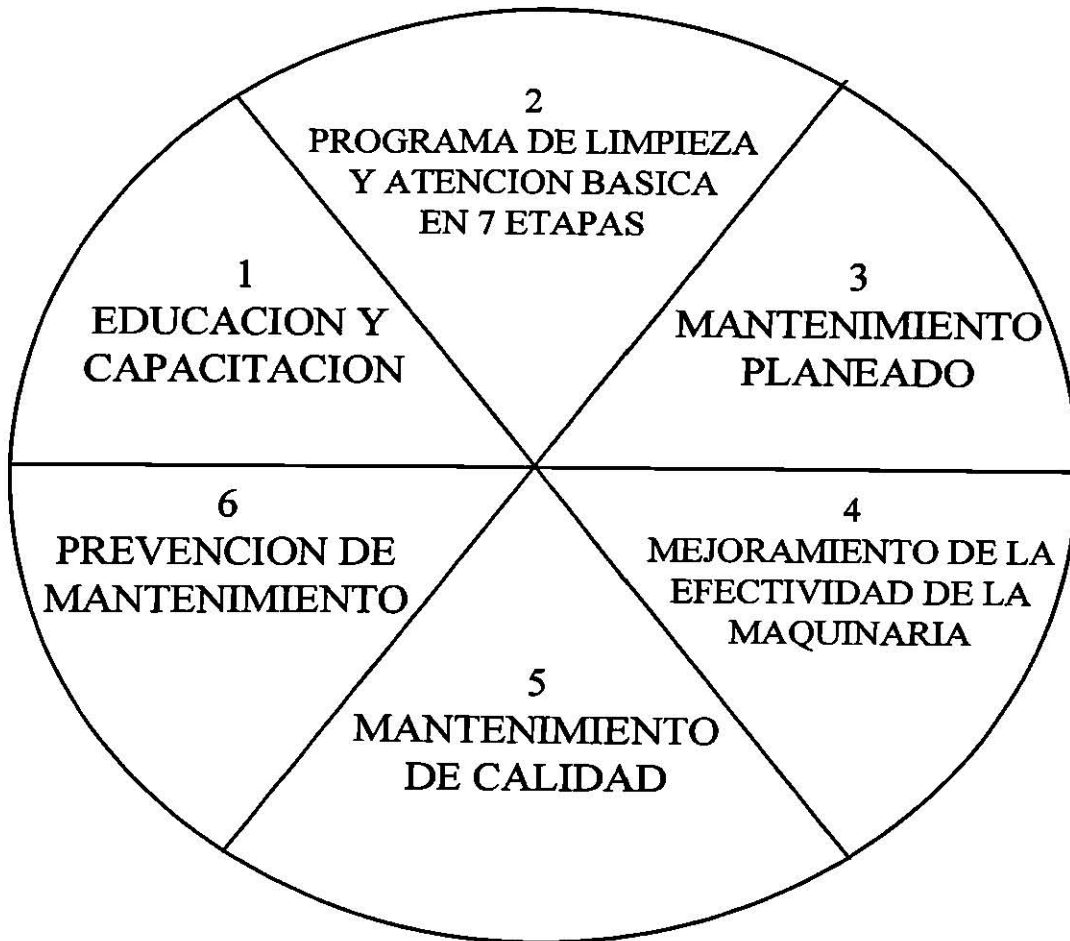 1
EDUCACION Y
CAPACITACION
2
PROGRAMA DE LIMPIEZA
Y ATENCION BASICA
EN 7 ETAPAS
3
MANTENIMIENTO
PLANEADO
4
MEJORAMIENTO DE LA
EFECTIVIDAD DE LA
MAQUINARIA
5
MANTENIMIENTO
DE CALIDAD
6
PREVENCION DE
MANTENIMIENTO